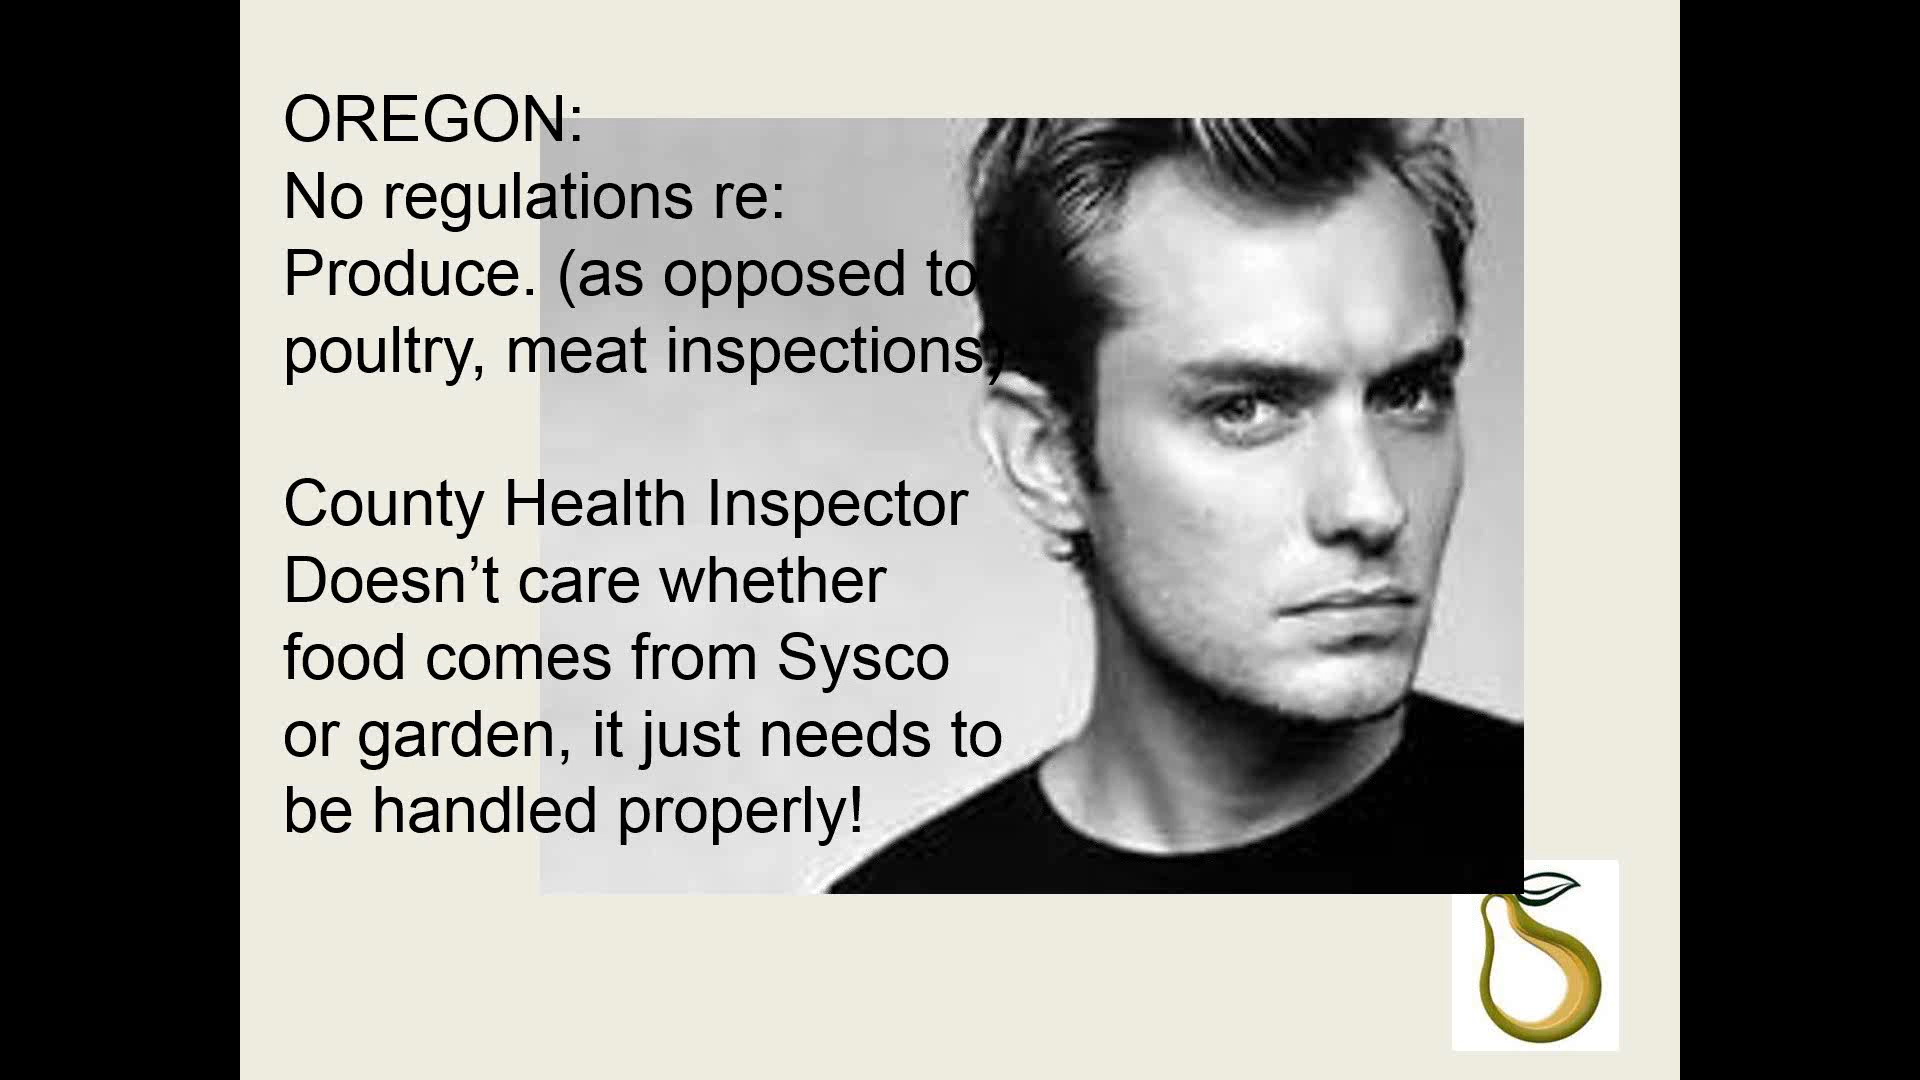 OREGON:
No regulations re:
Produce. (as opposed to
poultry, meat inspections)
County Health Inspector
Doesn’t care whether
food comes from Sysco
or garden, it just needs to
be handled properly!